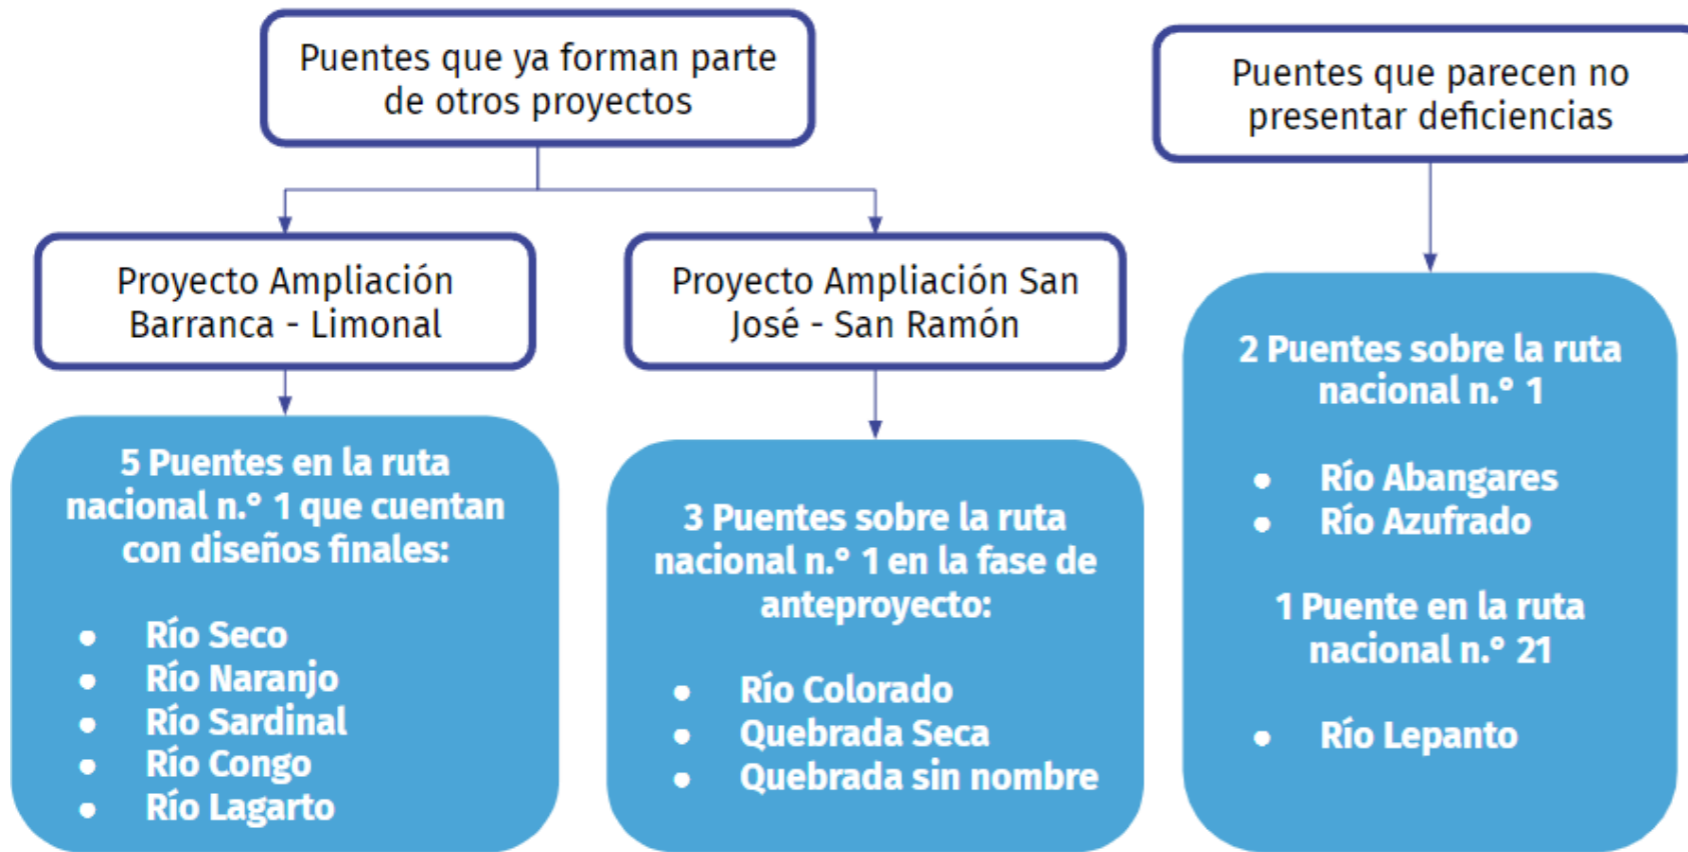 Puentes que ya forman parte
de otros proyectos
Puentes que parecen no
presentar deficiencias
Proyecto Ampliación
Barranca - Limonal
Proyecto Ampliación San
José - San Ramón
5 Puentes en la ruta
nacional n.° 1 que cuentan
con diseños finales:
• Río Seco
• Río Naranjo
• Río Sardinal
• Río Congo
• Río Lagarto
3 Puentes sobre la ruta
nacional n.° 1 en la fase de
anteproyecto:
• Río Colorado
• Quebrada Seca
• Quebrada sin nombre
2 Puentes sobre la ruta
nacional n.° 1
• Río Abangares
• Río Azufrado
1 Puente en la ruta
nacional n.° 21
• Río Lepanto